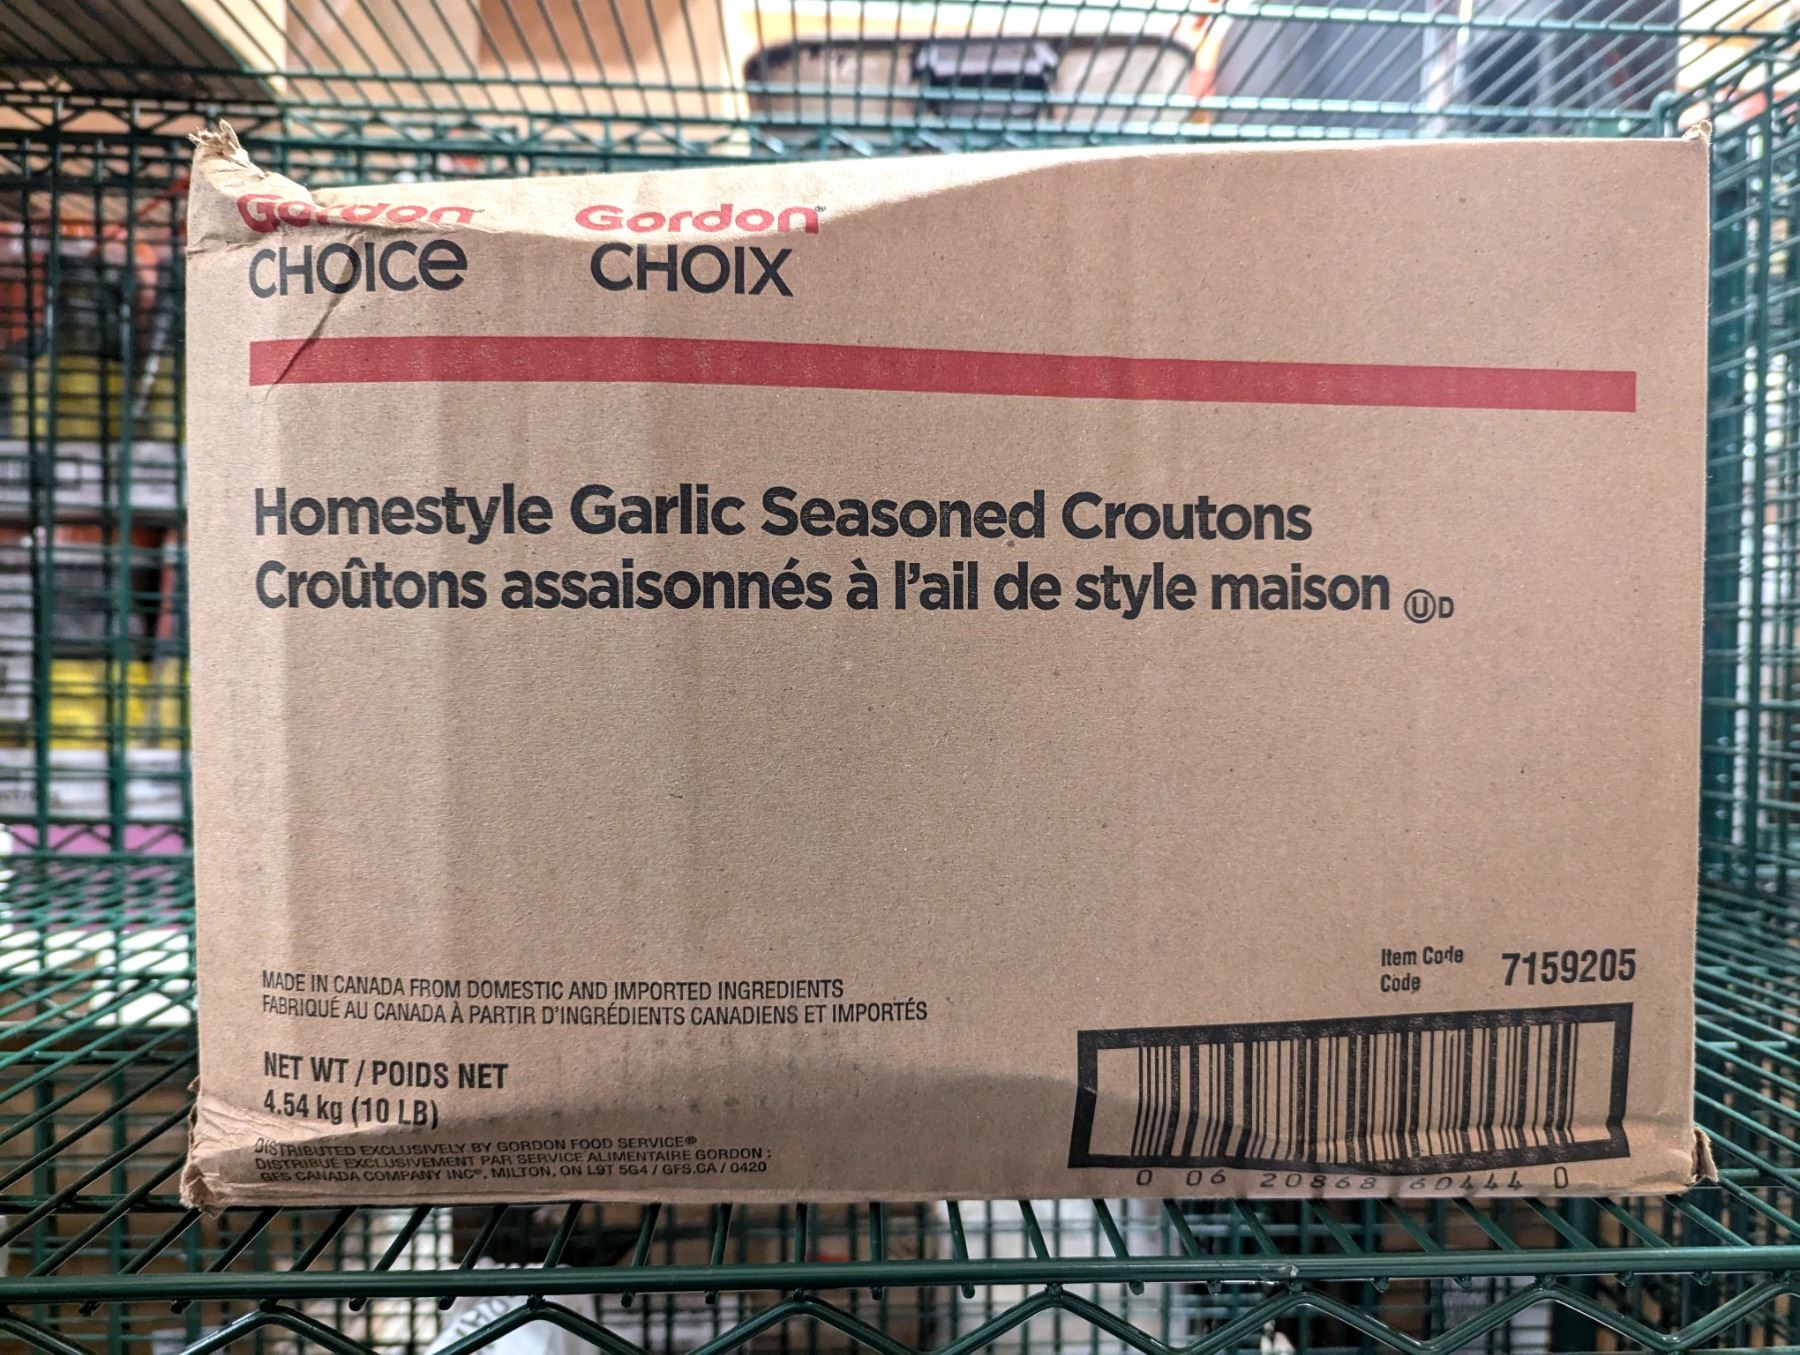 Gordon® Gordon®
CHOICe CHOIX
Homestyle Garlic Seasoned Croutons
Croûtons assaisonnés à l'ail de style maison Ⓤ D
MADE IN CANADA FROM DOMESTIC AND IMPORTED INGREDIENTS
FABRIQUÉ AU CANADA À PARTIR D'INGRÉDIENTS CANADIENS ET IMPORTÉS
NET WT / POIDS NET
4.54 kg (10 LB)
DISTRIBUTED EXCLUSIVELY BY GORDON FOOD SERVICE®
DISTRIBUÉ EXCLUSIVEMENT PAR SERVICE ALIMENTAIRE GORDON :
GFS CANADA COMPANY INC®, MILTON, ON L9T 5G4 / GFS.CA / 0420
Item Code 7159205
Code
0 06 20868 60444 0